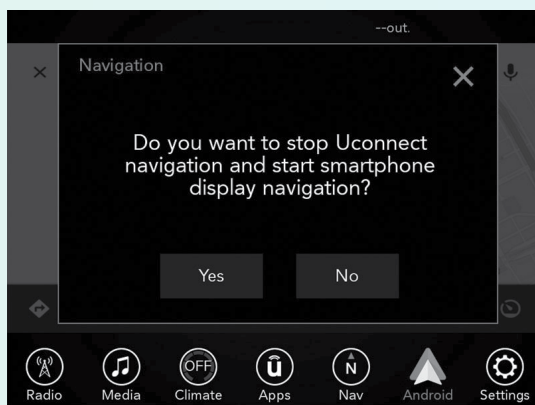 --out.
Navigation
Do you want to stop Uconnect
navigation and start smartphone
display navigation?
Yes No
OFF û N
Radio Media Climate Apps Nav Android Settings